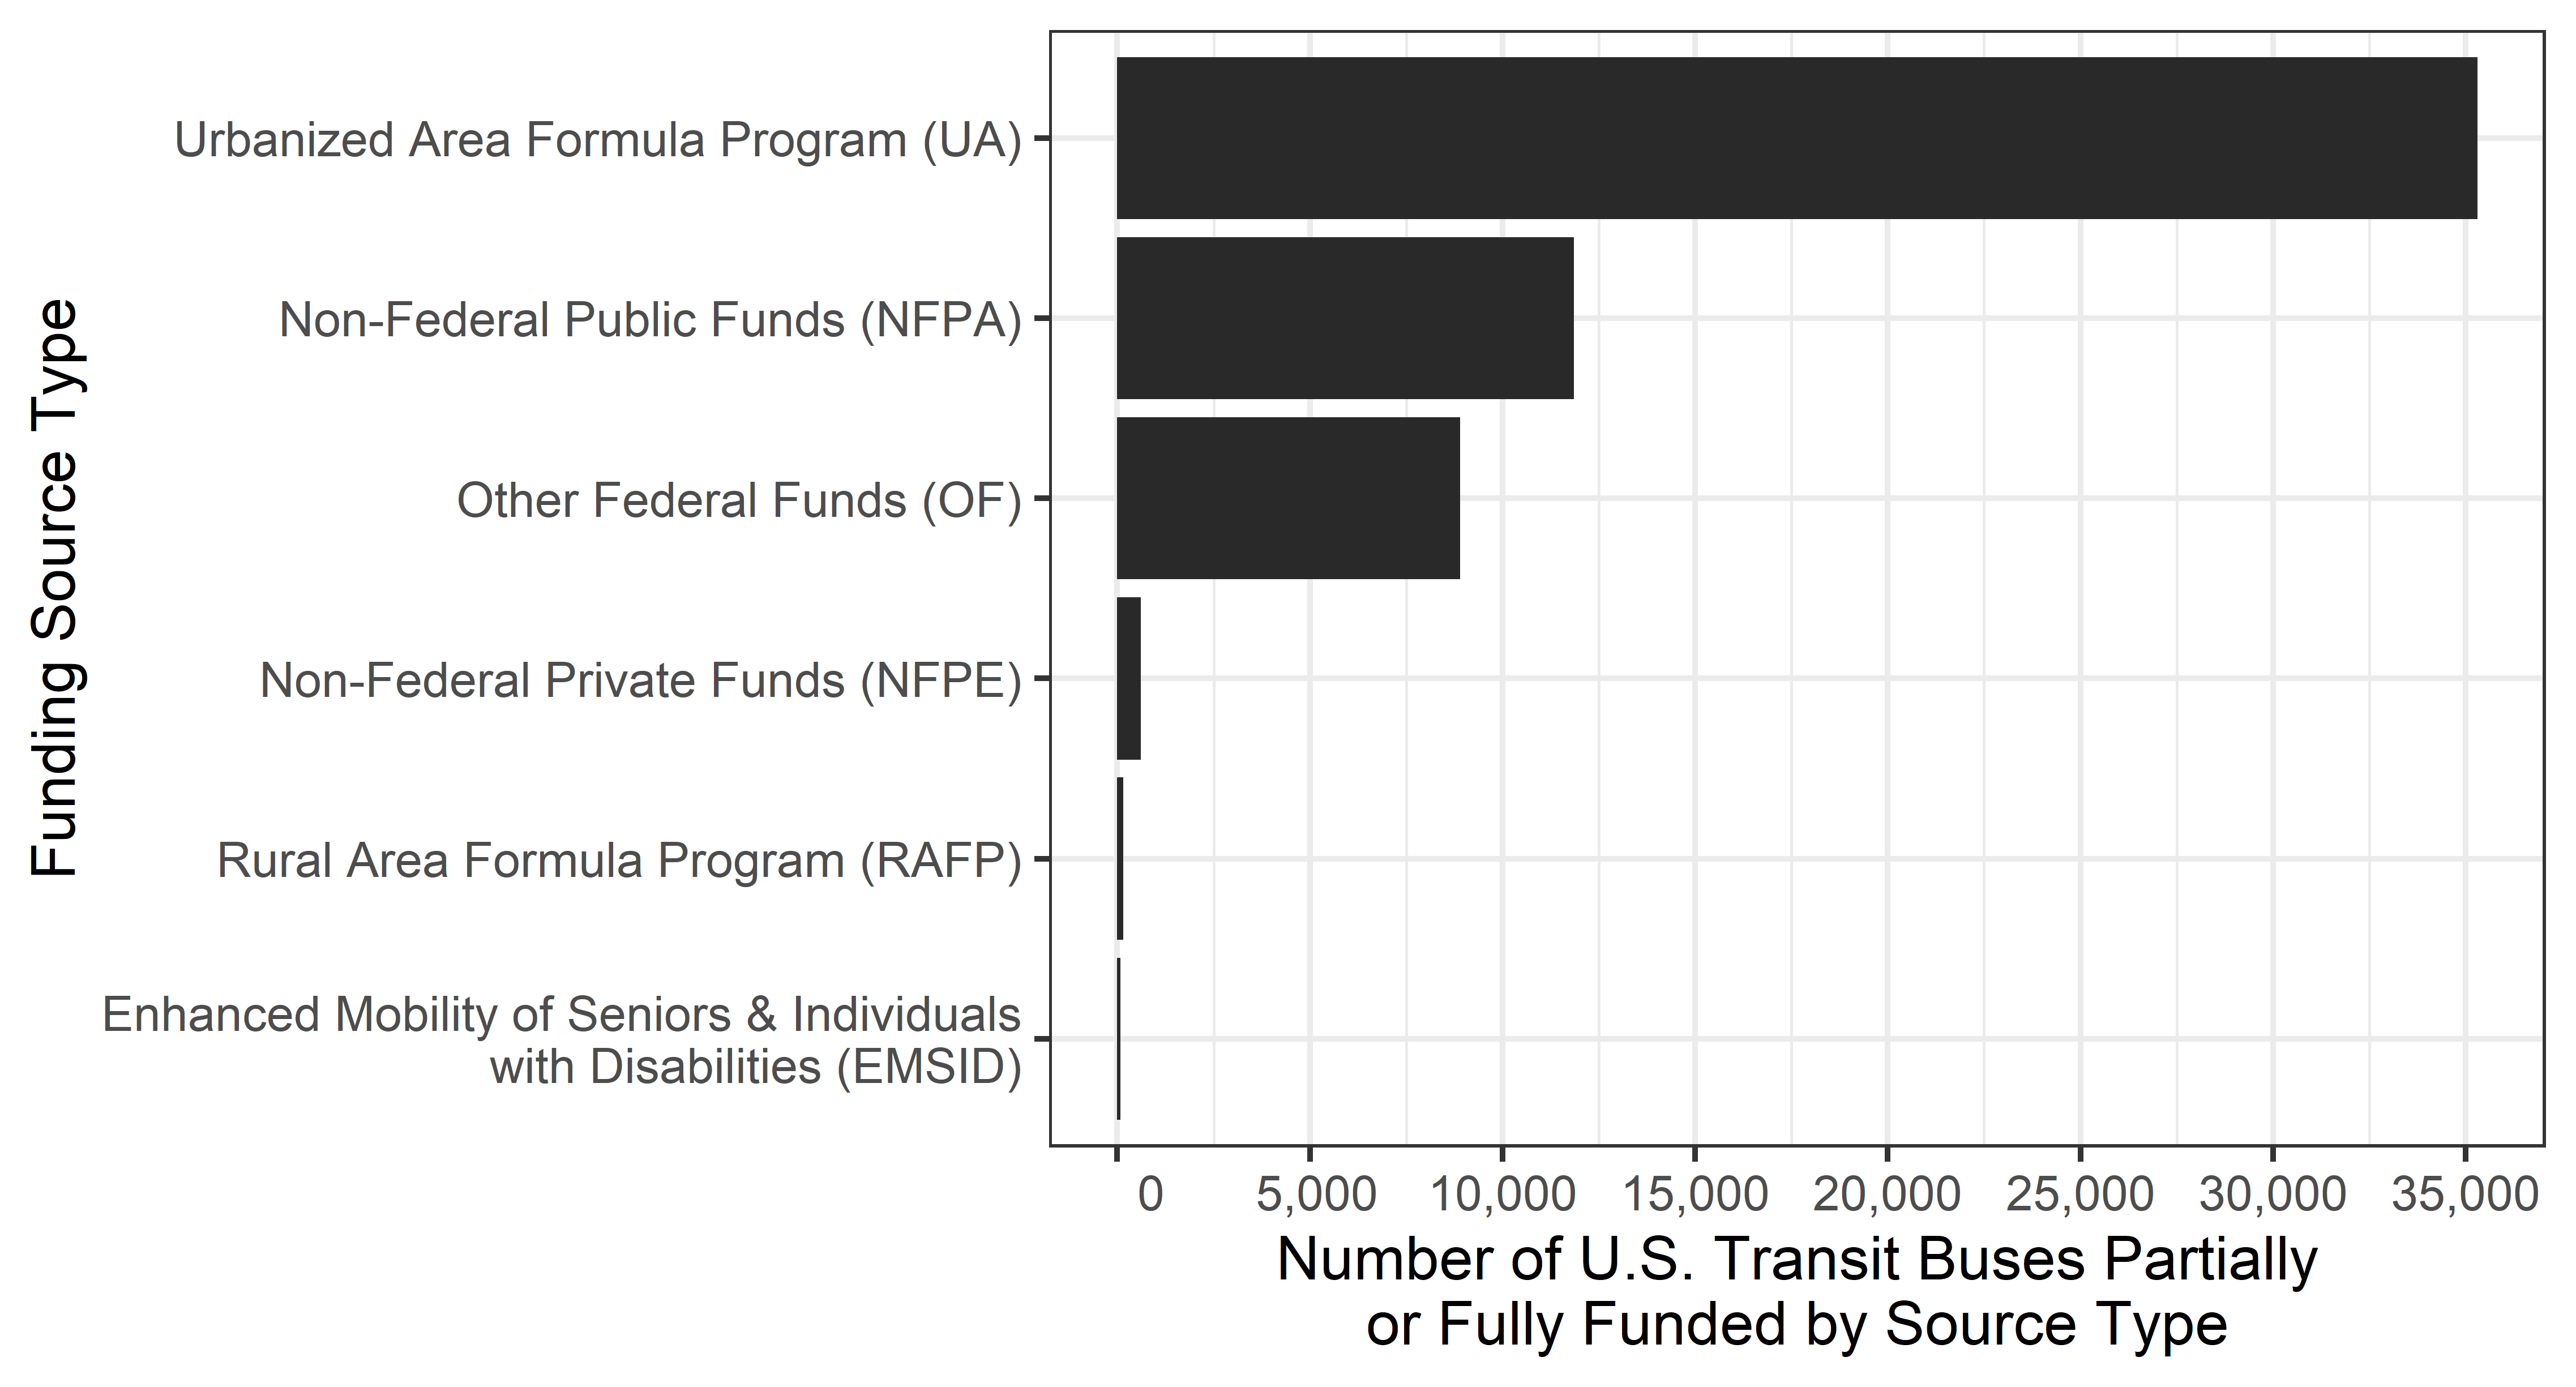 Funding Source Type
Urbanized Area Formula Program (UA)
Non-Federal Public Funds (NFPA)
Other Federal Funds (OF)
Non-Federal Private Funds (NFPE)
Rural Area Formula Program (RAFP)
Enhanced Mobility of Seniors & Individuals
with Disabilities (EMSID)
0 5,000 10,000 15,000 20,000 25,000 30,000 35,000
Number of U.S. Transit Buses Partially
or Fully Funded by Source Type